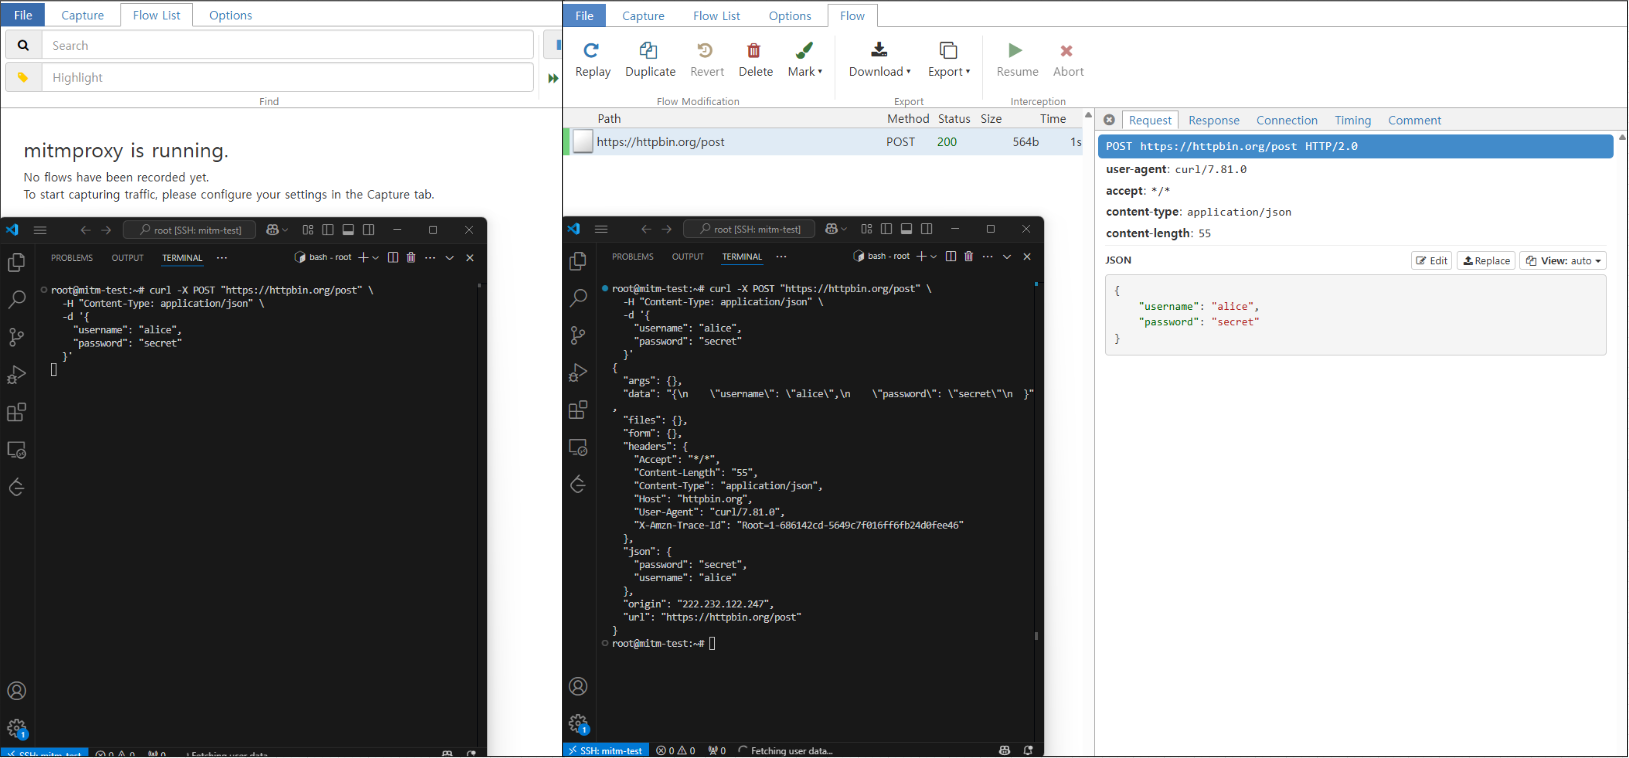 File Capture Flow List Options
Search
Highlight
Find
mitmproxy is running.
No flows have been recorded yet.
To start capturing traffic, please configure your settings in the Capture tab.
root [SSH: mitm-test]
PROBLEMS OUTPUT TERMINAL ... bash - root
root@mitm-test:~# curl -X POST "https://httpbin.org/post" \
-H "Content-Type: application/json" \
-d '{
"username": "alice",
"password": "secret"
}'
1
SSH: mitm-test 0 0 0 Fetching user data...
File Capture Flow List Options Flow
Replay Duplicate Revert Delete Mark Download Export Resume Abort
Flow Modification Export Interception
Path Method Status Size Time
https://httpbin.org/post POST 200 564b 1s
root [SSH: mitm-test]
PROBLEMS OUTPUT TERMINAL ... bash - root
root@mitm-test:~# curl -X POST "https://httpbin.org/post" \
-H "Content-Type: application/json" \
-d '{
"username": "alice",
"password": "secret"
}'
{
"args": {},
"data": "{\n    \"username\": \"alice\",\n    \"password\": \"secret\"\n  }"
,
"files": {},
"form": {},
"headers": {
"Accept": "*/*",
"Content-Length": "55",
"Content-Type": "application/json",
"Host": "httpbin.org",
"User-Agent": "curl/7.81.0",
"X-Amzn-Trace-Id": "Root=1-686142cd-5649c7f016ff6fb24d0fee46"
},
"json": {
"password": "secret",
"username": "alice"
},
"origin": "222.232.122.247",
"url": "https://httpbin.org/post"
}
root@mitm-test:~#
1
SSH: mitm-test 0 0 0 Fetching user data...
Request Response Connection Timing Comment
POST https://httpbin.org/post HTTP/2.0
user-agent: curl/7.81.0
accept: */*
content-type: application/json
content-length: 55
JSON Edit Replace View: auto
{
"username": "alice",
"password": "secret"
}